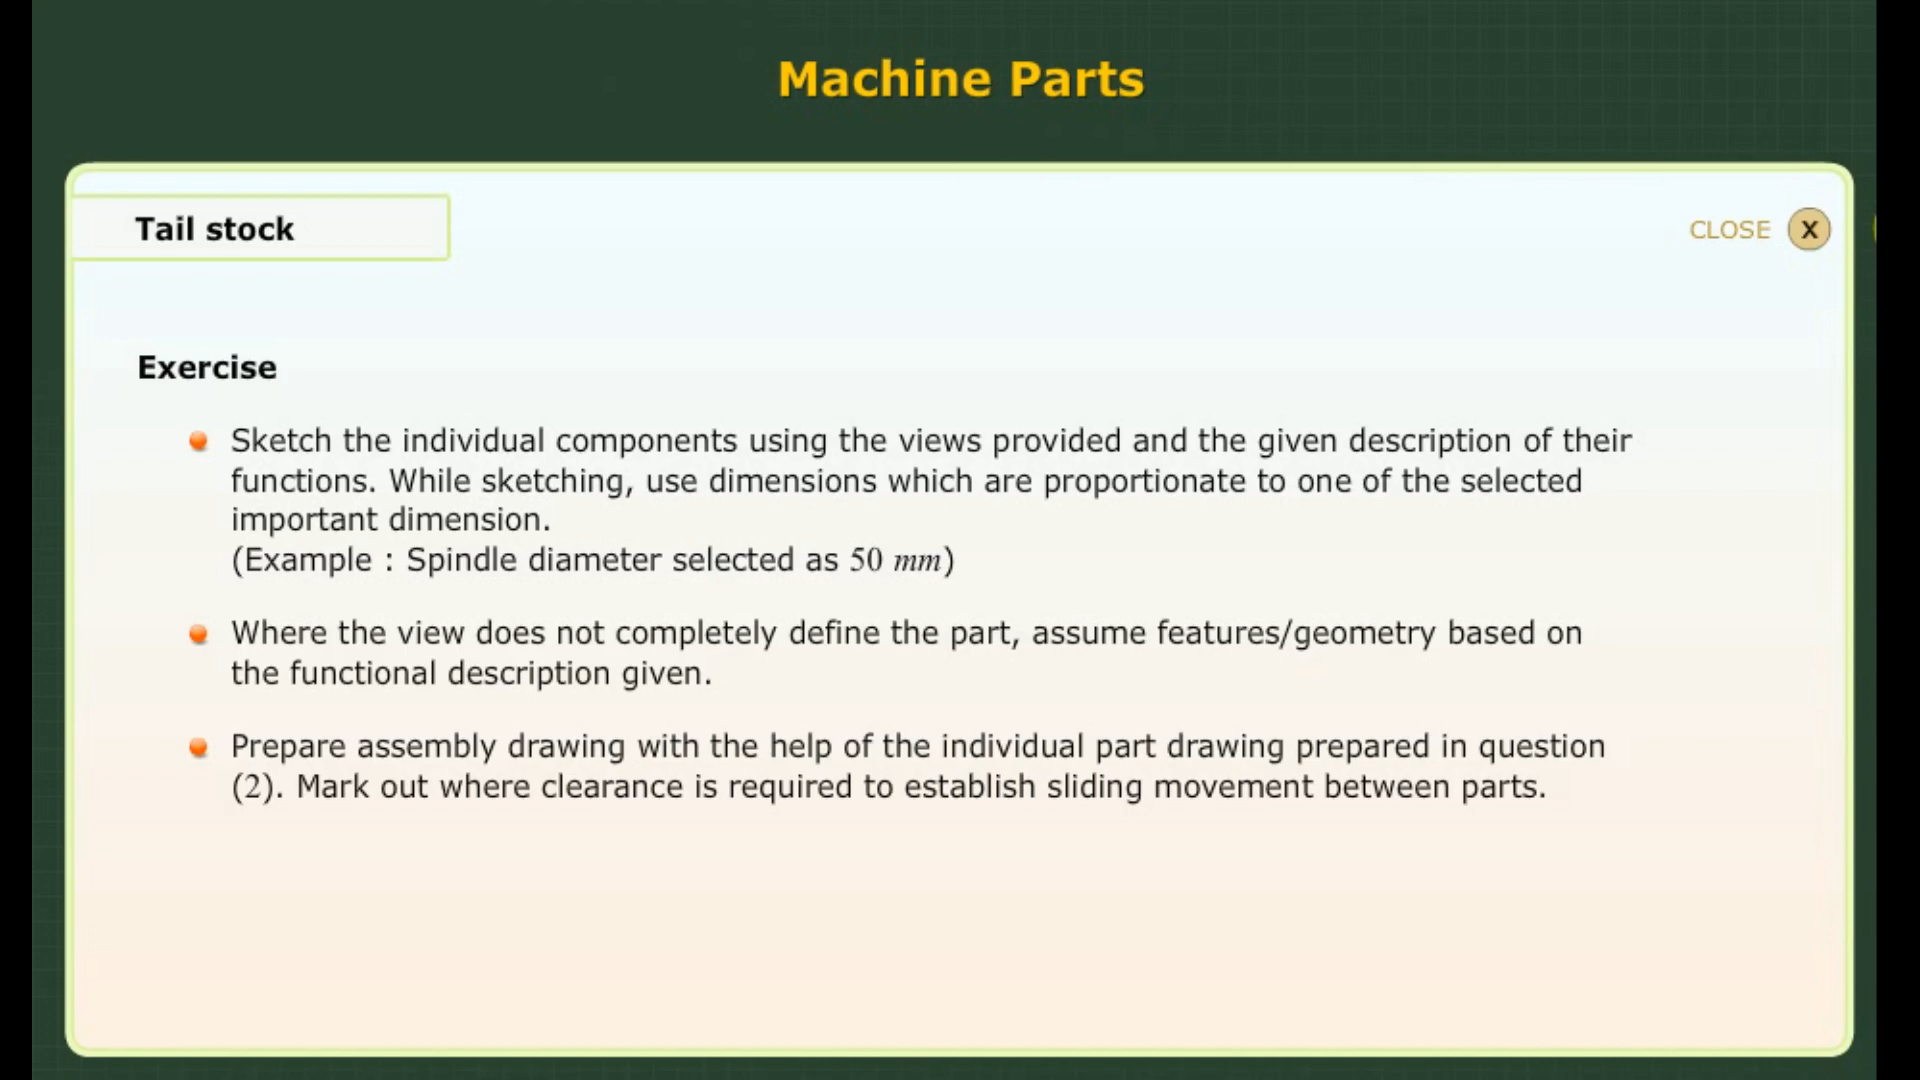 Machine Parts
Tail stock
CLOSE X
Exercise
Sketch the individual components using the views provided and the given description of their
functions. While sketching, use dimensions which are proportionate to one of the selected
important dimension.
(Example : Spindle diameter selected as 50 mm)
Where the view does not completely define the part, assume features/geometry based on
the functional description given.
Prepare assembly drawing with the help of the individual part drawing prepared in question
(2). Mark out where clearance is required to establish sliding movement between parts.